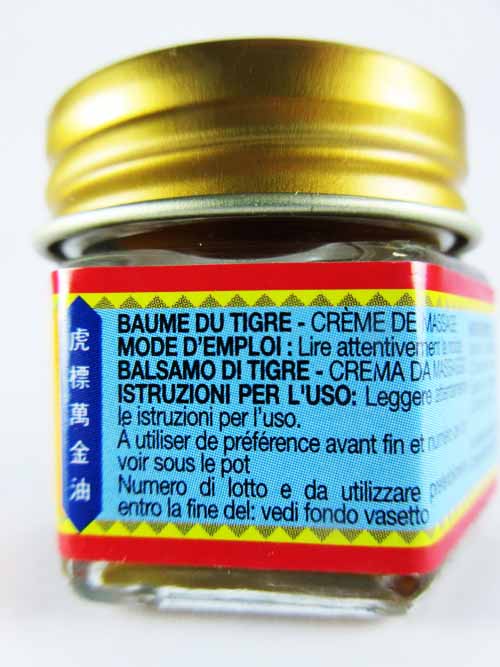 虎標萬金油
BAUME DU TIGRE - CRÈME DE MASSAGE
MODE D'EMPLOI : Lire attentivement
BALSAMO DI TIGRE - CREMA DA
ISTRUZIONI PER L'USO: Leggere
le istruzioni per l'uso.
A utiliser de préférence avant fin et
voir sous le pot
Numero di lotto e da utilizzare
entro la fine del: vedi fondo vasetto